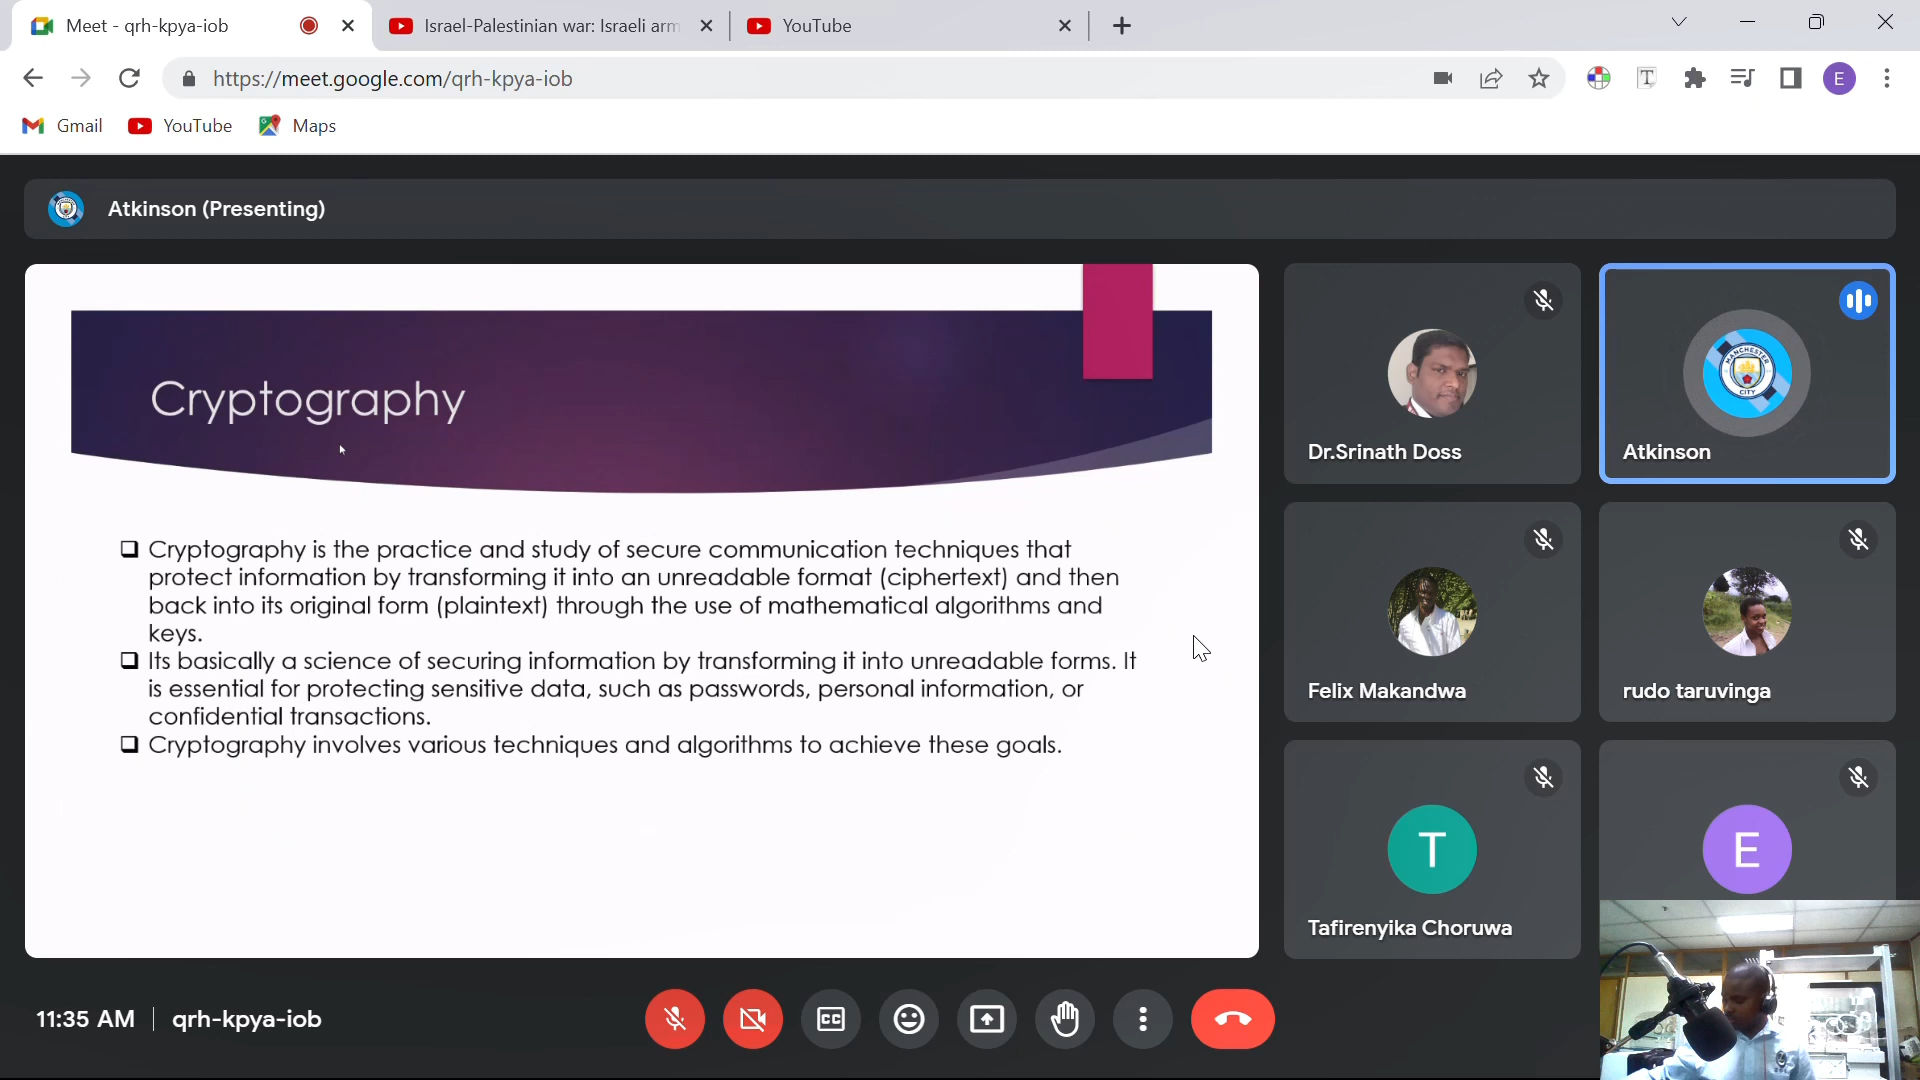 Meet - qrh-kpya-iob
Israel-Palestinian war: Israeli arm
YouTube
https://meet.google.com/qrh-kpya-iob
T
E
Gmail
YouTube
Maps
Atkinson (Presenting)
Cryptography
Cryptography is the practice and study of secure communication techniques that
protect information by transforming it into an unreadable format (ciphertext) and then
back into its original form (plaintext) through the use of mathematical algorithms and
keys.
Its basically a science of securing information by transforming it into unreadable forms. It
is essential for protecting sensitive data, such as passwords, personal information, or
confidential transactions.
Cryptography involves various techniques and algorithms to achieve these goals.
Dr.Srinath Doss
MANCHESTER
CITY
Atkinson
Felix Makandwa
rudo taruvinga
T
Tafirenyika Choruwa
E
11:35 AM
qrh-kpya-iob
CC